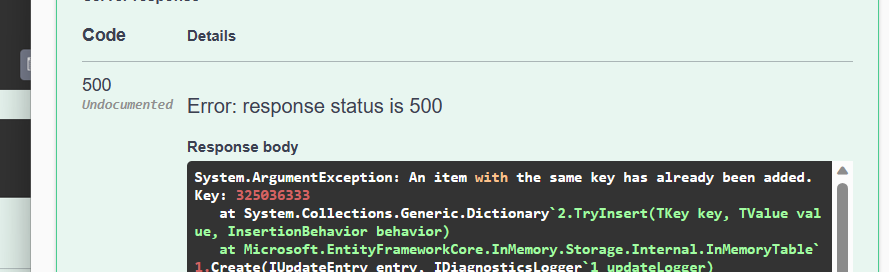 Code Details
500
Undocumented
Error: response status is 500
Response body
System.ArgumentException: An item with the same key has already been added.
Key: 325036333
   at System.Collections.Generic.Dictionary`2.TryInsert(TKey key, TValue val
ue, InsertionBehavior behavior)
   at Microsoft.EntityFrameworkCore.InMemory.Storage.Internal.InMemoryTable`
1.Create(IUpdateEntry entry, IDiagnosticsLogger`1 updateLogger)